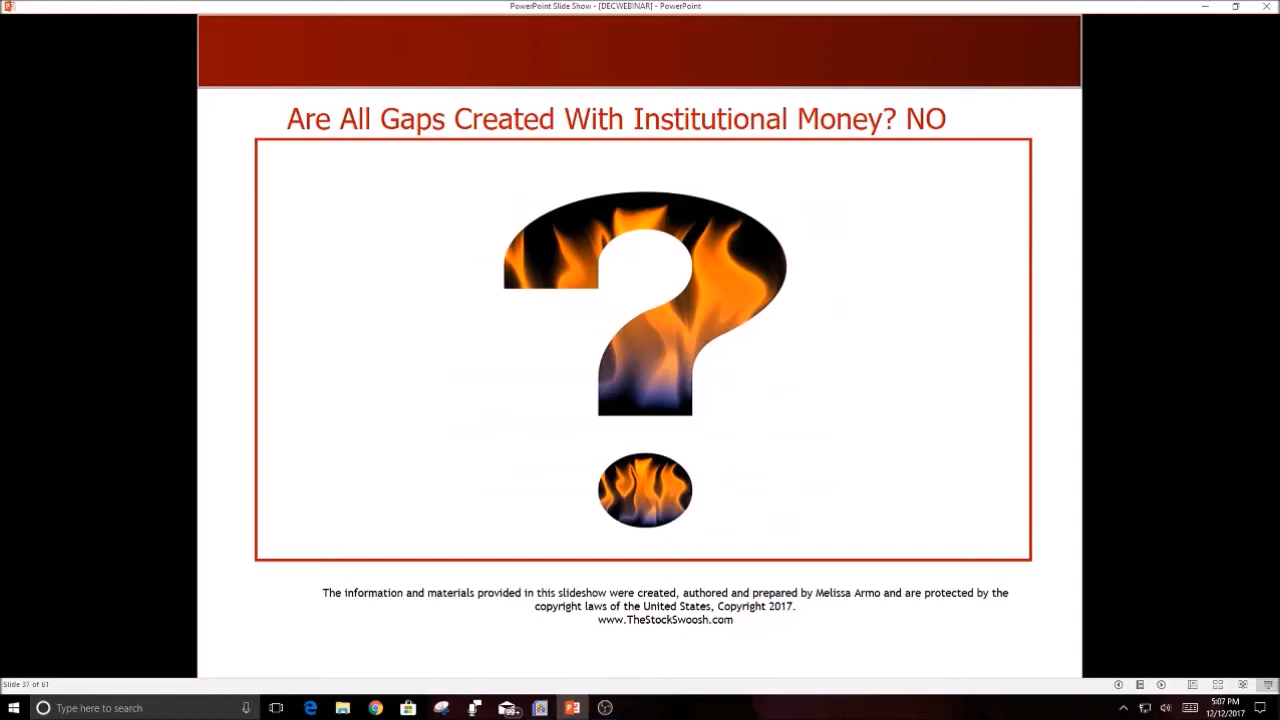 PowerPoint Slide Show - [DECWEBINAR] - PowerPoint
Are All Gaps Created With Institutional Money? NO
?
The information and materials provided in this slideshow were created, authored and prepared by Melissa Armo and are protected by the
copyright laws of the United States, Copyright 2017.
www.TheStockSwoosh.com
Slide 37 of 61
Type here to search
5:07 PM
12/12/2017